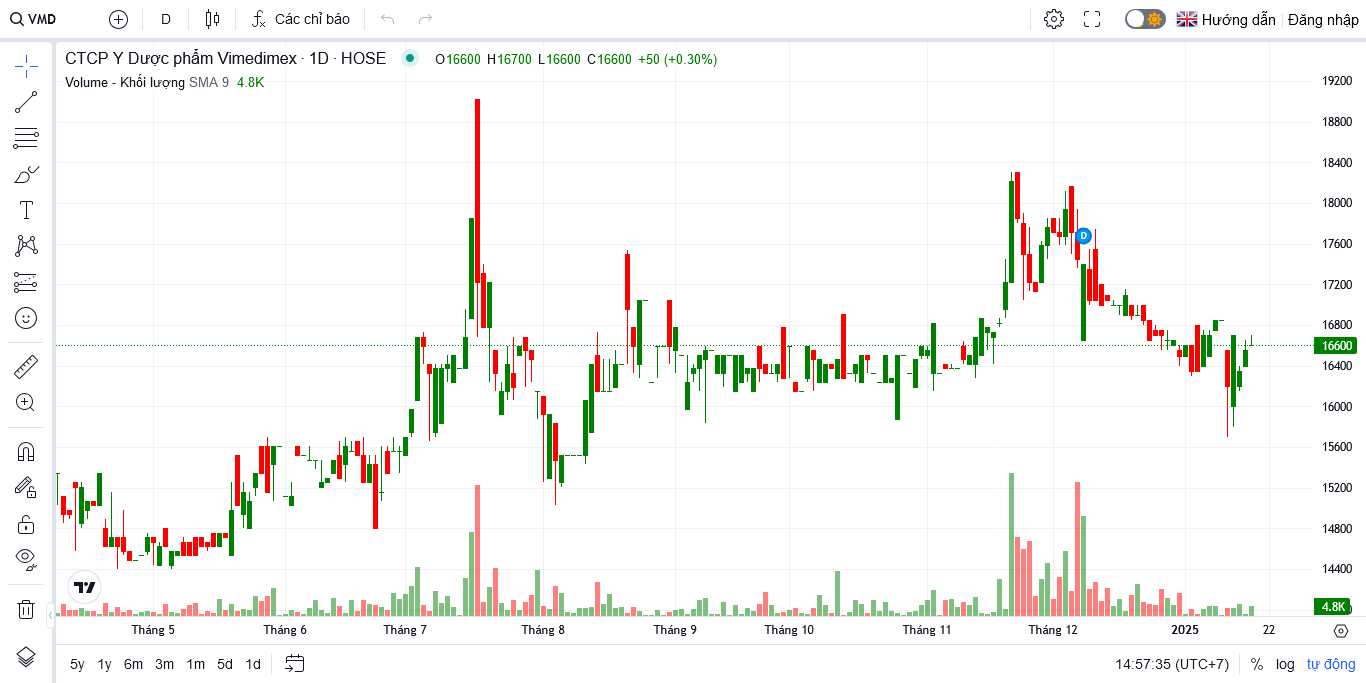 VMD D Các chỉ báo Hướng dẫn Đăng nhập
CTCP Y Dược phẩm Vimedimex · 1D · HOSE O16600 H16700 L16600 C16600 +50 (+0.30%)
Volume - Khối lượng SMA 9 4.8K
19200
18800
18400
18000
D
17600
17200
16800
16600
16400
16000
15600
15200
14800
14400
4.8K
Tháng 5 Tháng 6 Tháng 7 Tháng 8 Tháng 9 Tháng 10 Tháng 11 Tháng 12 2025 22
5y 1y 6m 3m 1m 5d 1d 14:57:35 (UTC+7) % log tự động